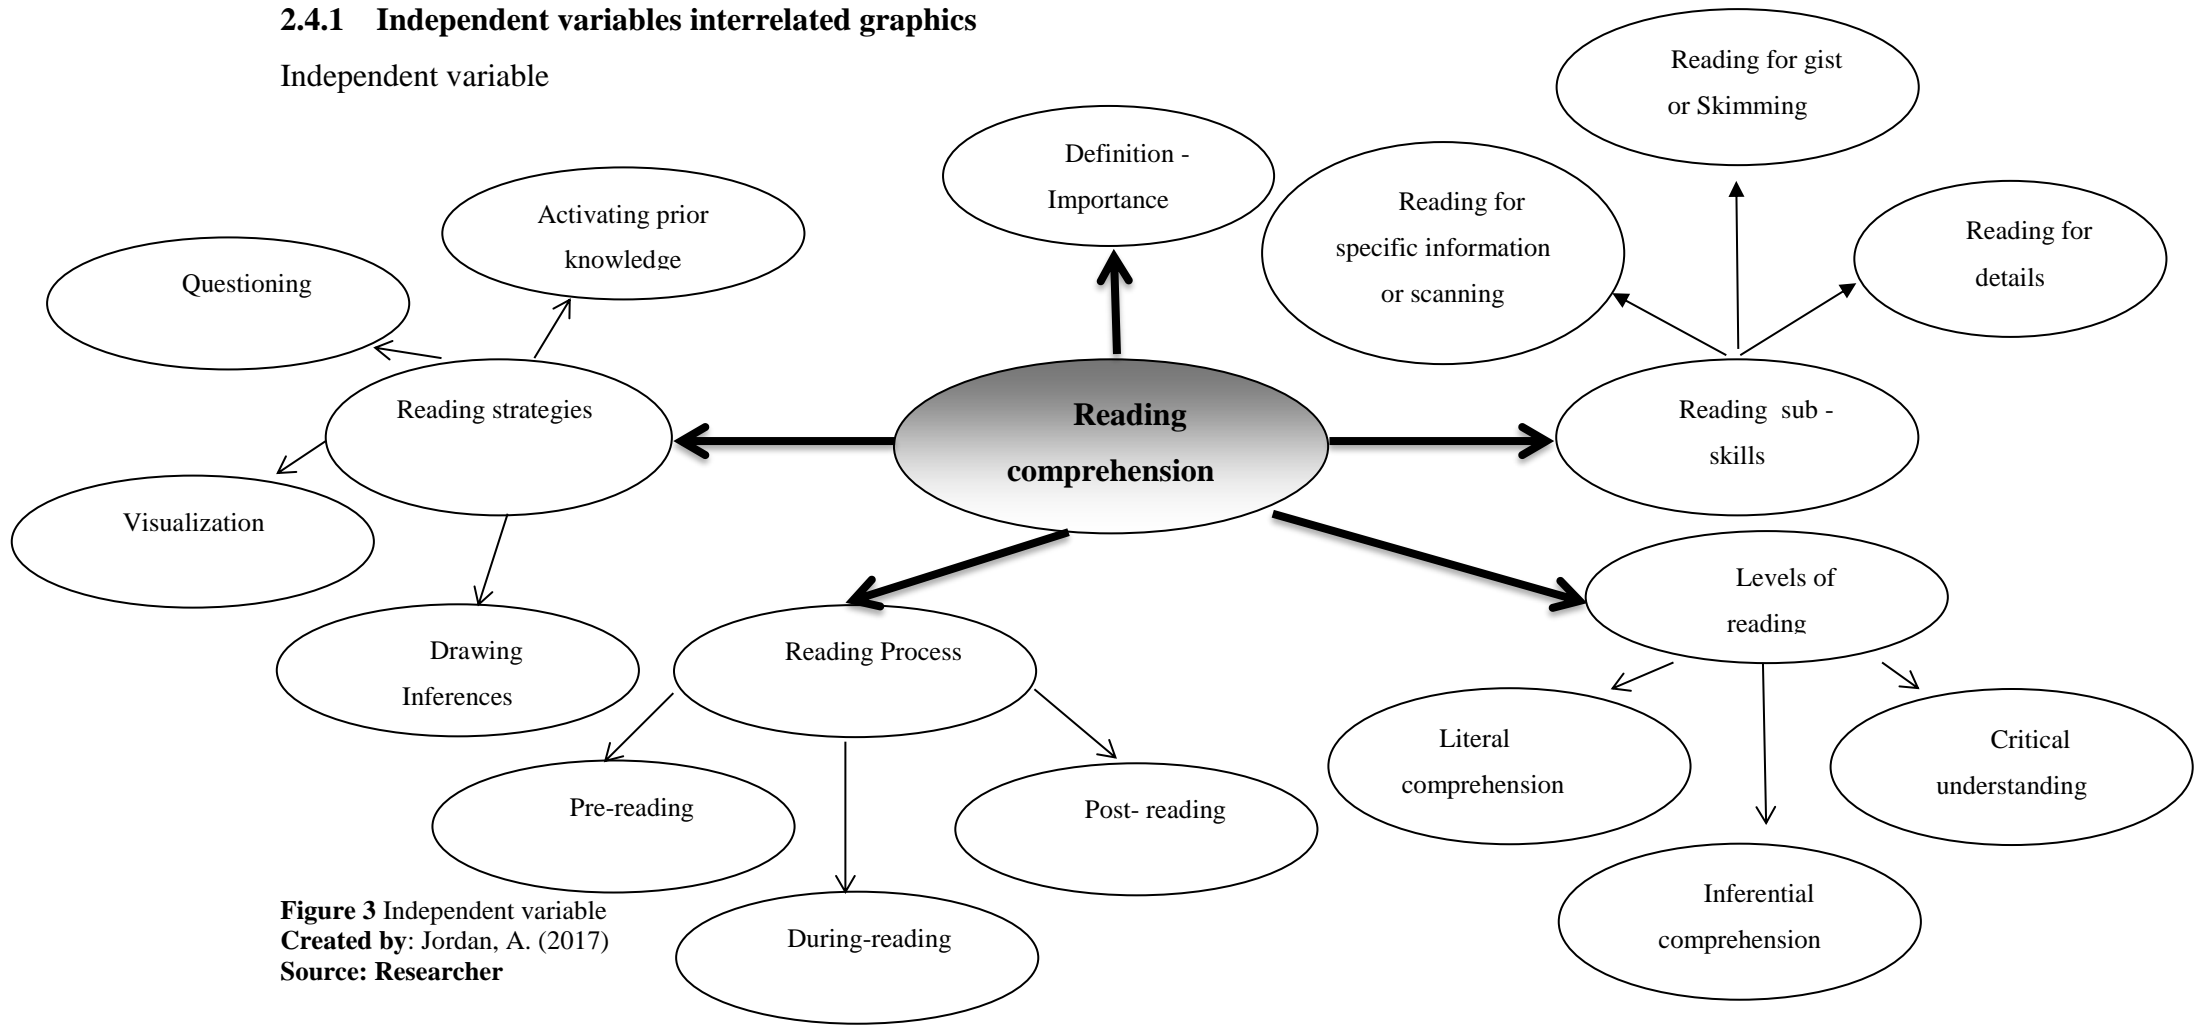 2.4.1 Independent variables interrelated graphics
Independent variable
Reading for gist
or Skimming
Definition -
Importance
Reading for
specific information
or scanning
Activating prior
knowledge
Reading for
details
Questioning
Reading strategies
Reading
comprehension
Reading sub -
skills
Visualization
Levels of
reading
Drawing
Inferences
Reading Process
Literal
comprehension
Critical
understanding
Pre-reading
Post- reading
Inferential
comprehension
During-reading
Figure 3 Independent variable
Created by: Jordan, A. (2017)
Source: Researcher